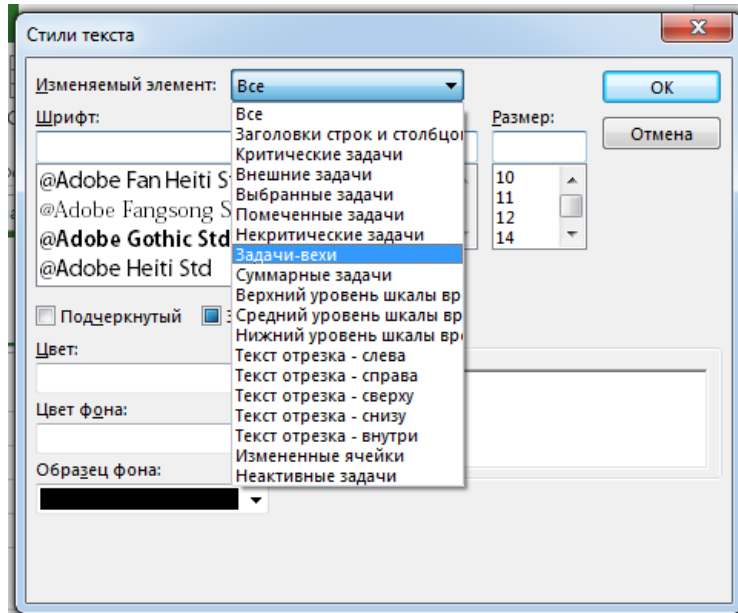 Стили текста
Изменяемый элемент: Все
OK
Шрифт:
Размер:
Отмена
Все
Заголовки строк и столбцо
Критические задачи
Внешние задачи
Выбранные задачи
Помеченные задачи
Некритические задачи
Задачи-вехи
Суммарные задачи
Верхний уровень шкалы вр
Средний уровень шкалы вр
Нижний уровень шкалы вре
Текст отрезка - слева
Текст отрезка - справа
Текст отрезка - сверху
Текст отрезка - снизу
Текст отрезка - внутри
Измененные ячейки
Неактивные задачи
@Adobe Fan Heiti S
@Adobe Fangsong S
@Adobe Gothic Std
@Adobe Heiti Std
10
11
12
14
Подчеркнутый
Цвет:
Цвет фона:
Образец фона: